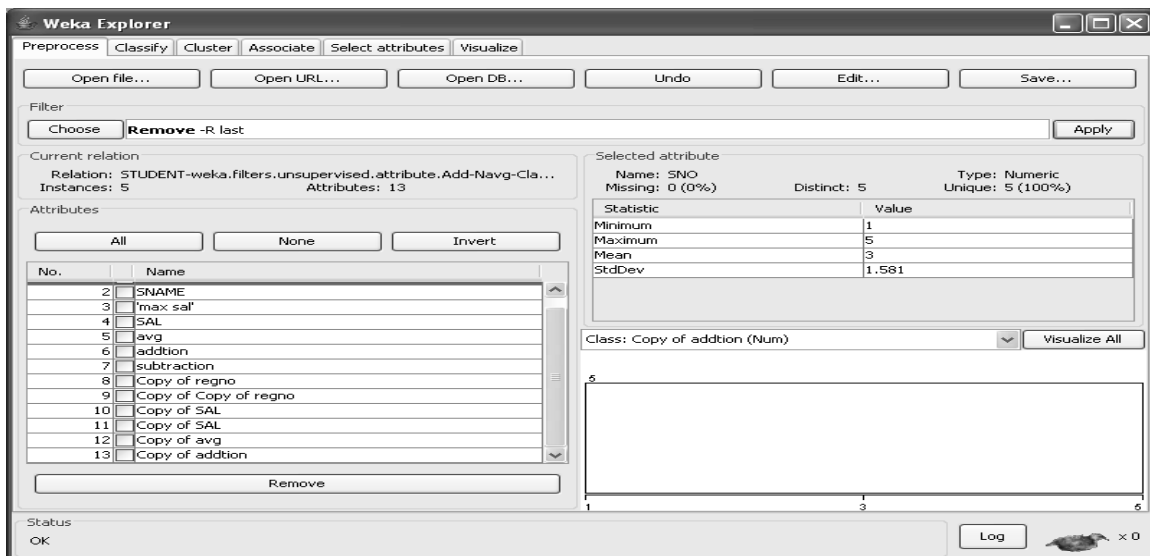 Weka Explorer
Preprocess Classify Cluster Associate Select attributes Visualize
Open file... Open URL... Open DB... Undo Edit... Save...
Filter
Choose Remove -R last Apply
Current relation
Relation: STUDENT-weka.filters.unsupervised.attribute.Add-Navg-Cla...
Instances: 5 Attributes: 13
Selected attribute
Name: SNO Type: Numeric
Missing: 0 (0%) Distinct: 5 Unique: 5 (100%)
Statistic Value
Minimum 1
Maximum 5
Mean 3
StdDev 1.581
Attributes
All None Invert
No. Name
2 SNAME
3 'max sal'
4 SAL
5 avg
6 addtion
7 subtraction
8 Copy of regno
9 Copy of Copy of regno
10 Copy of SAL
11 Copy of SAL
12 Copy of avg
13 Copy of addtion
Remove
Class: Copy of addtion (Num) Visualize All
5
1 3 5
Status
OK
Log x 0